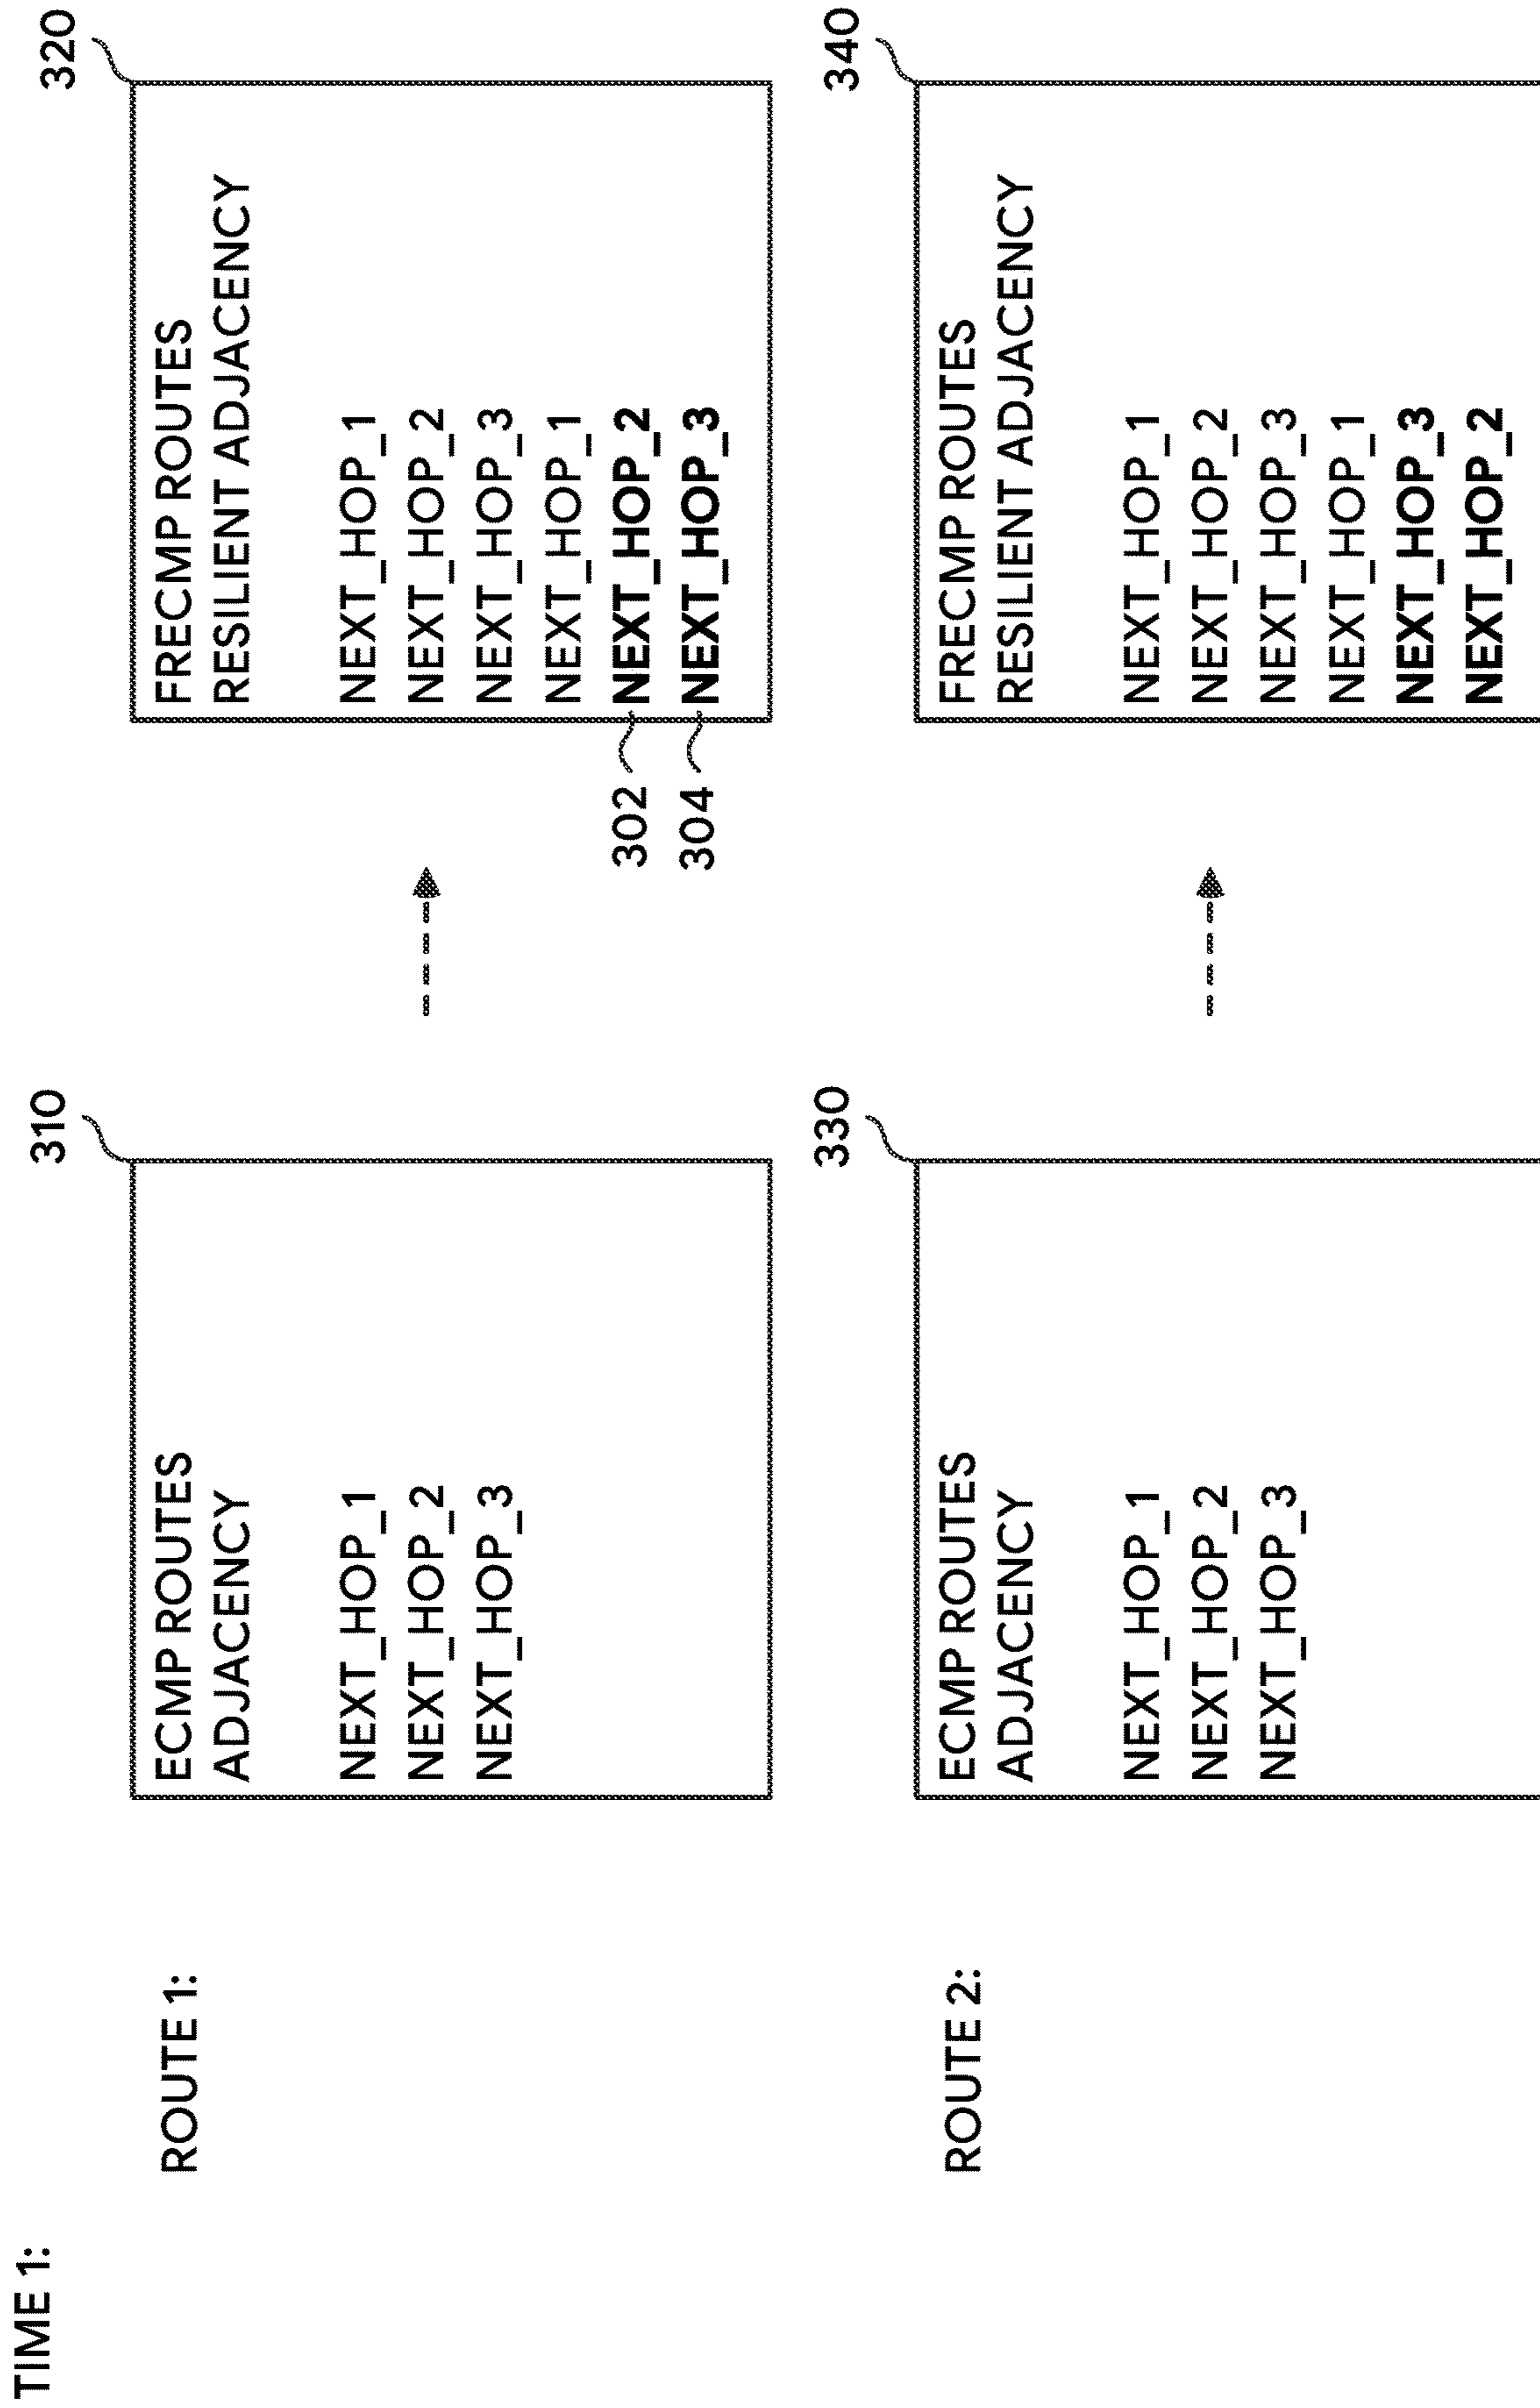 TIME 1:
ROUTE 1:
310
ECMP ROUTES
ADJACENCY
NEXT_HOP_1
NEXT_HOP_2
NEXT_HOP_3
320
FRECMP ROUTES
RESILIENT ADJACENCY
NEXT_HOP_1
NEXT_HOP_2
NEXT_HOP_3
NEXT_HOP_1
302
NEXT_HOP_2
304
NEXT_HOP_3
ROUTE 2:
330
ECMP ROUTES
ADJACENCY
NEXT_HOP_1
NEXT_HOP_2
NEXT_HOP_3
340
FRECMP ROUTES
RESILIENT ADJACENCY
NEXT_HOP_1
NEXT_HOP_2
NEXT_HOP_3
NEXT_HOP_1
NEXT_HOP_3
NEXT_HOP_2